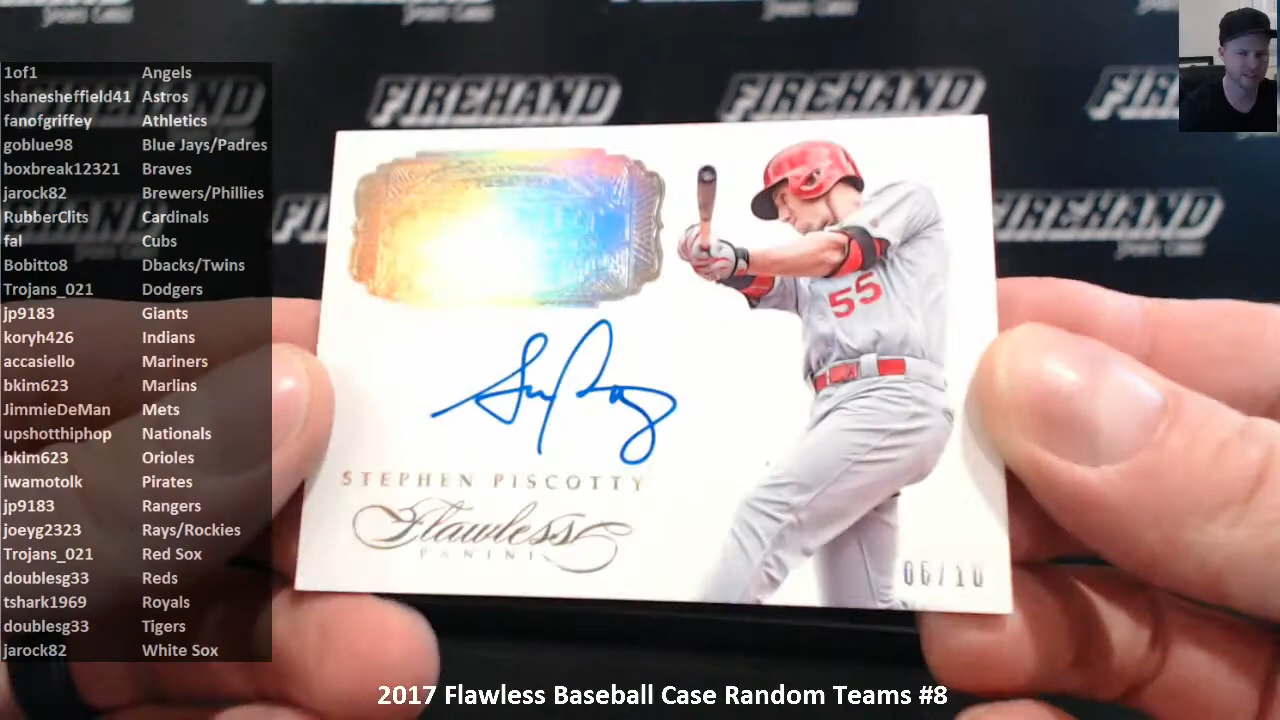 FIREHAND
FIREHAND
FIREHAND
FIREHAND
1of1 Angels
shanesheffield41 Astros
fanofgriffey Athletics
goblue98 Blue Jays/Padres
boxbreak12321 Braves
jarock82 Brewers/Phillies
RubberClits Cardinals
fal Cubs
Bobitto8 Dbacks/Twins
Trojans_021 Dodgers
jp9183 Giants
koryh426 Indians
accasiello Mariners
bkim623 Marlins
JimmieDeMan Mets
upshotthiphop Nationals
bkim623 Orioles
iwamotolk Pirates
jp9183 Rangers
joeyg2323 Rays/Rockies
Trojans_021 Red Sox
doublesg33 Reds
tshark1969 Royals
doublesg33 Tigers
jarock82 White Sox
55
STEPHEN PISCOTTY
Flawless
PANINI
06/10
2017 Flawless Baseball Case Random Teams #8